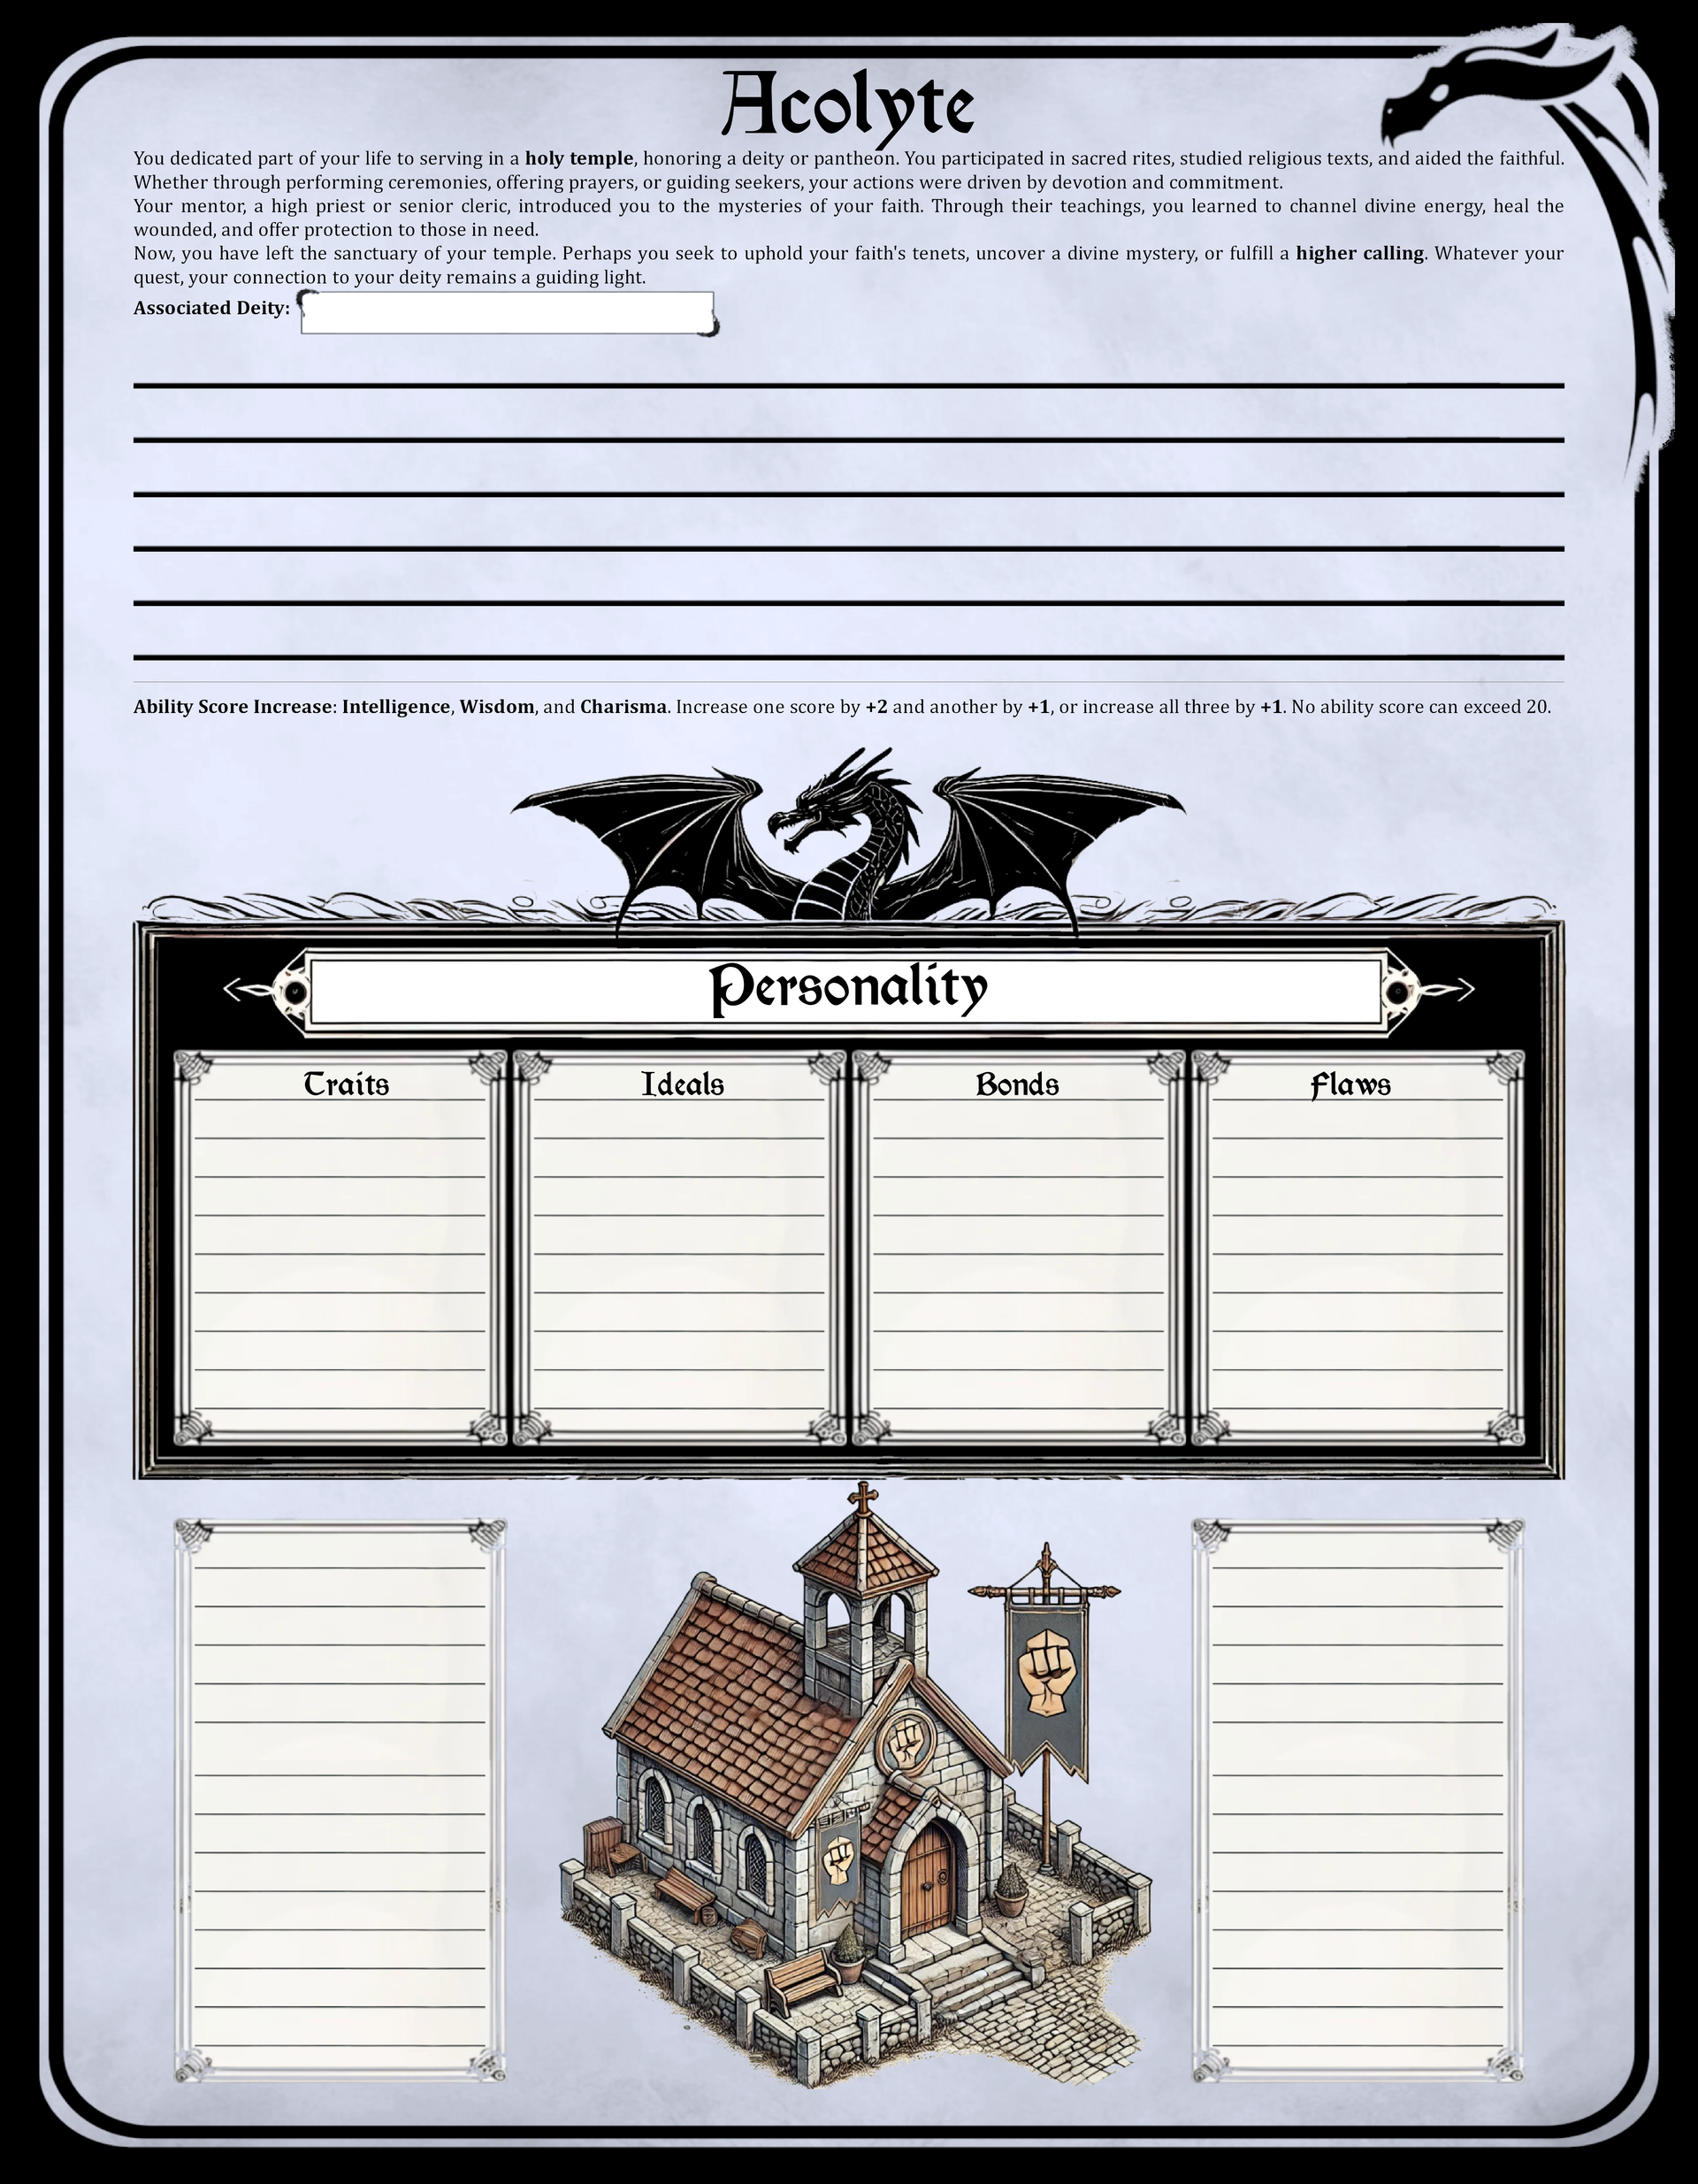 Acolyte
You dedicated part of your life to serving in a holy temple, honoring a deity or pantheon. You participated in sacred rites, studied religious texts, and aided the faithful.
Whether through performing ceremonies, offering prayers, or guiding seekers, your actions were driven by devotion and commitment.
Your mentor, a high priest or senior cleric, introduced you to the mysteries of your faith. Through their teachings, you learned to channel divine energy, heal the
wounded, and offer protection to those in need.
Now, you have left the sanctuary of your temple. Perhaps you seek to uphold your faith's tenets, uncover a divine mystery, or fulfill a higher calling. Whatever your
quest, your connection to your deity remains a guiding light.
Associated Deity:
Ability Score Increase: Intelligence, Wisdom, and Charisma. Increase one score by +2 and another by +1, or increase all three by +1. No ability score can exceed 20.
Personality
Traits
Ideals
Bonds
Flaws